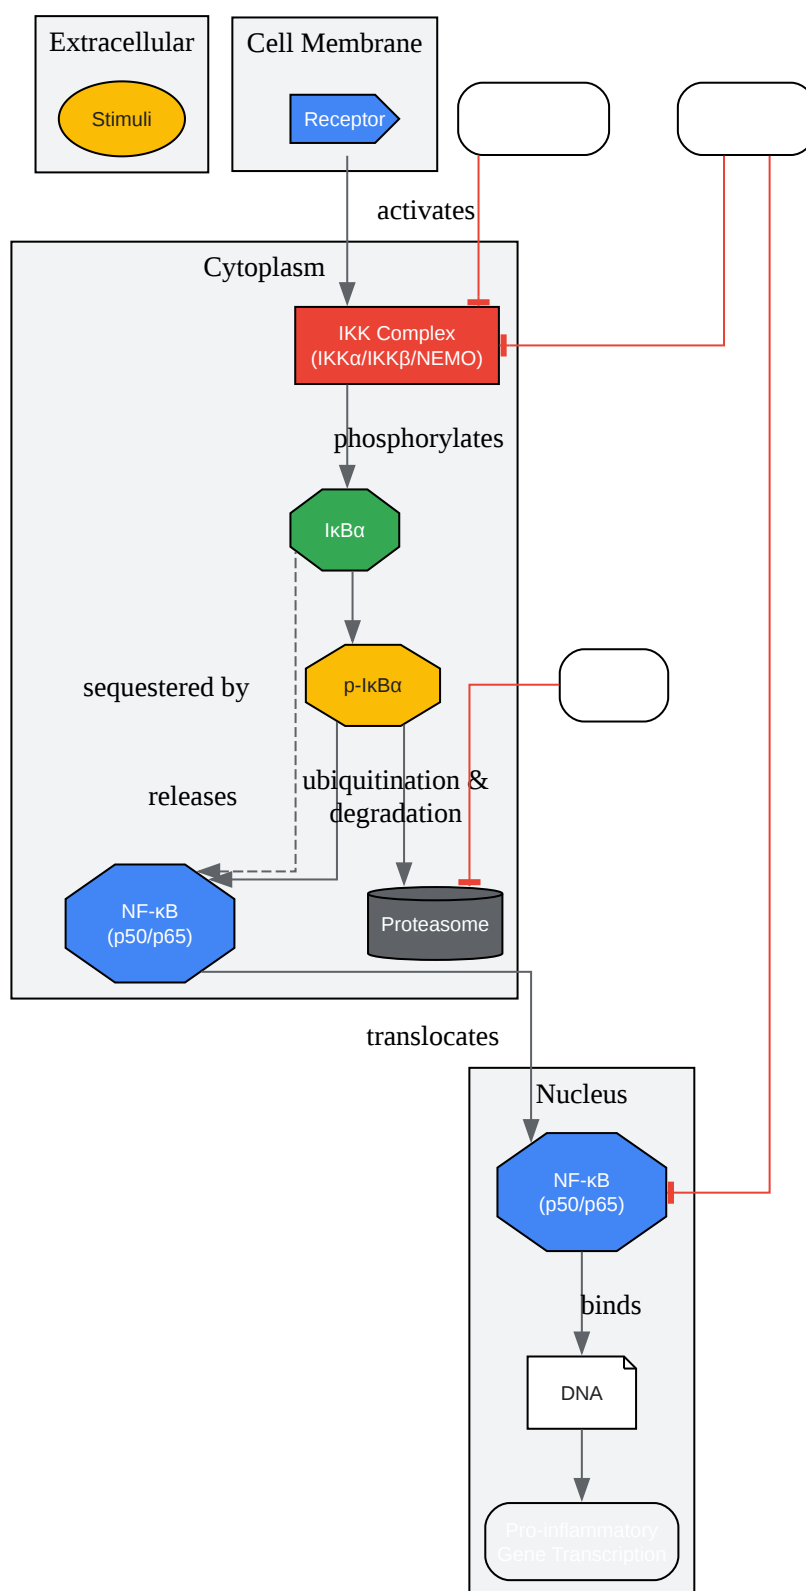 Extracellular
Cell Membrane
Stimuli
Receptor
activates
Cytoplasm
IKK Complex
(IKKα/IKKβ/NEMO)
phosphorylates
IκBα
sequestered by
p-IκBα
releases
ubiquitination &
degradation
NF-κB
(p50/p65)
Proteasome
translocates
Nucleus
NF-κB
(p50/p65)
binds
DNA
Pro-inflammatory
Gene Transcription